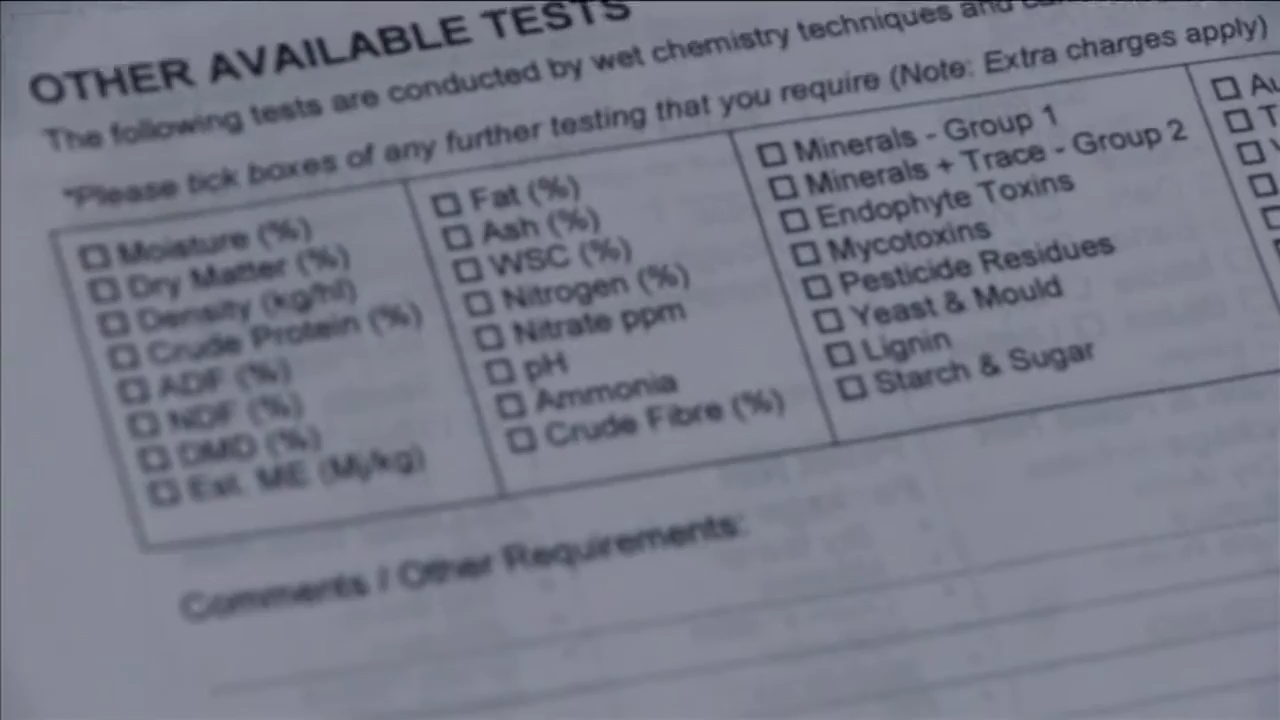 OTHER AVAILABLE TESTS
The following tests are conducted by wet chemistry techniques and
*Please tick boxes of any further testing that you require (Note: Extra charges apply)
Moisture (%)
Dry Matter (%)
Density (kg/hl)
Crude Protein (%)
ADF (%)
NDF (%)
DMD (%)
Est. ME (Mj/kg)
Fat (%)
Ash (%)
WSC (%)
Nitrogen (%)
Nitrate ppm
pH
Ammonia
Crude Fibre (%)
Minerals - Group 1
Minerals + Trace - Group 2
Endophyte Toxins
Mycotoxins
Pesticide Residues
Yeast & Mould
Lignin
Starch & Sugar
Comments / Other Requirements: